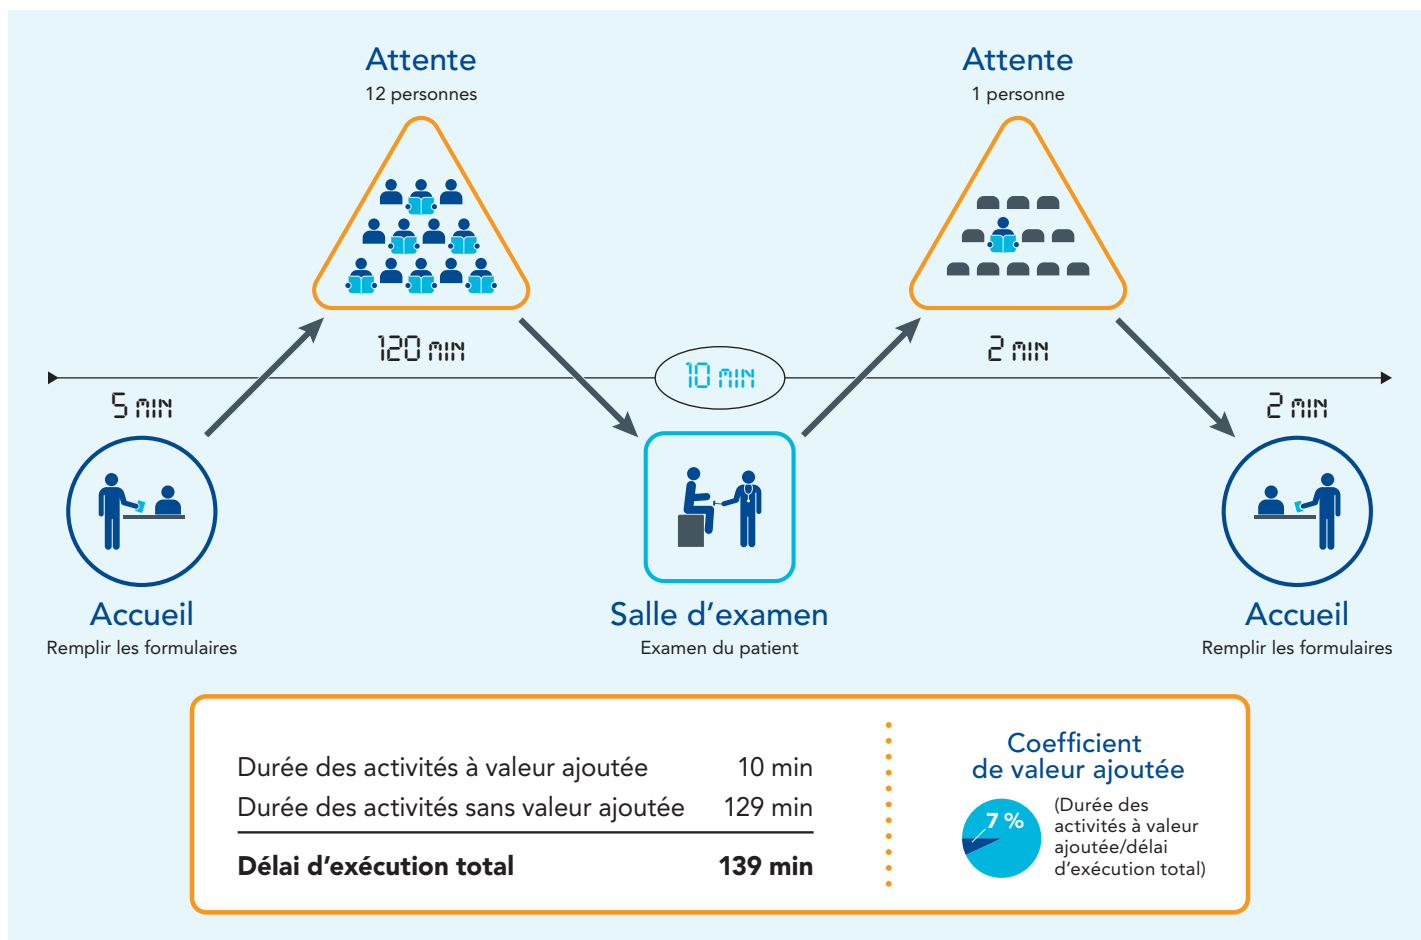 Attente
12 personnes
Attente
1 personne
120 MIN
2 MIN
10 MIN
5 MIN
2 MIN
Accueil
Remplir les formulaires
Salle d’examen
Examen du patient
Accueil
Remplir les formulaires
Durée des activités à valeur ajoutée 10 min
Durée des activités sans valeur ajoutée 129 min
Délai d’exécution total 139 min
Coefficient
de valeur ajoutée
7 %
(Durée des
activités à valeur
ajoutée/délai
d’exécution total)